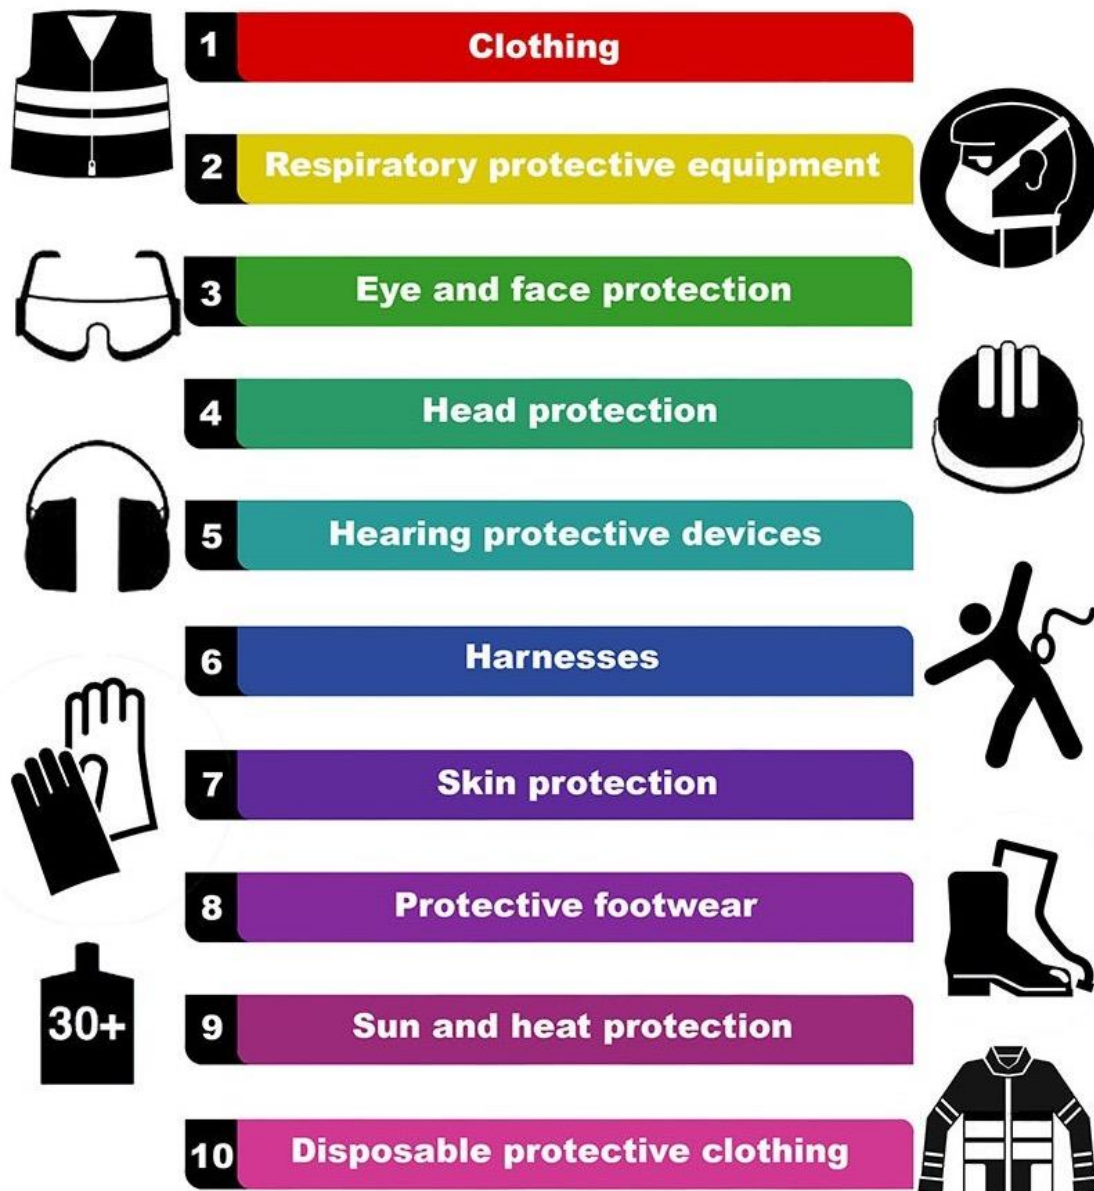 1 Clothing
2 Respiratory protective equipment
3 Eye and face protection
4 Head protection
5 Hearing protective devices
6 Harnesses
7 Skin protection
8 Protective footwear
30+
9 Sun and heat protection
10 Disposable protective clothing